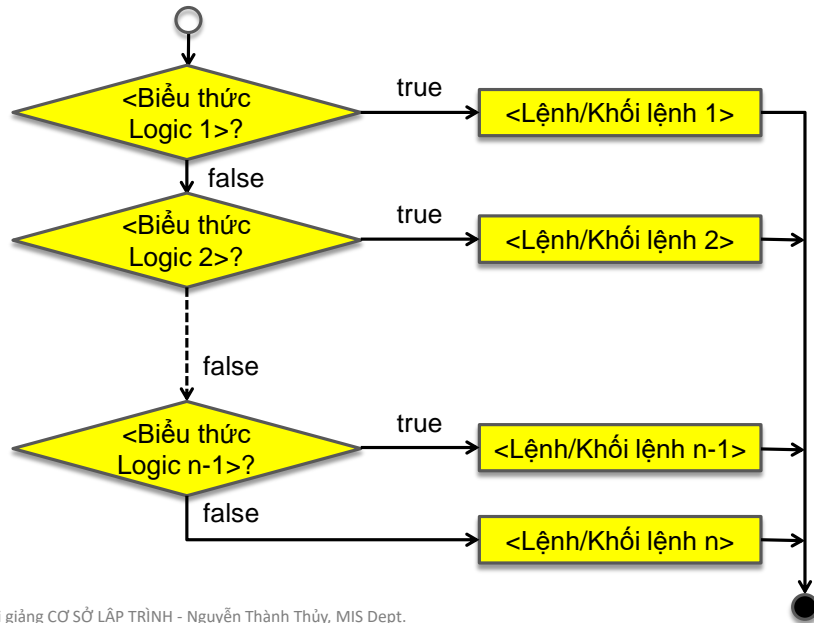 <Biểu thức
Logic 1>?
true
<Lệnh/Khối lệnh 1>
false
<Biểu thức
Logic 2>?
true
<Lệnh/Khối lệnh 2>
false
<Biểu thức
Logic n-1>?
true
<Lệnh/Khối lệnh n-1>
false
<Lệnh/Khối lệnh n>
giảng CƠ SỞ LẬP TRÌNH - Nguyễn Thành Thủy, MIS Dept.